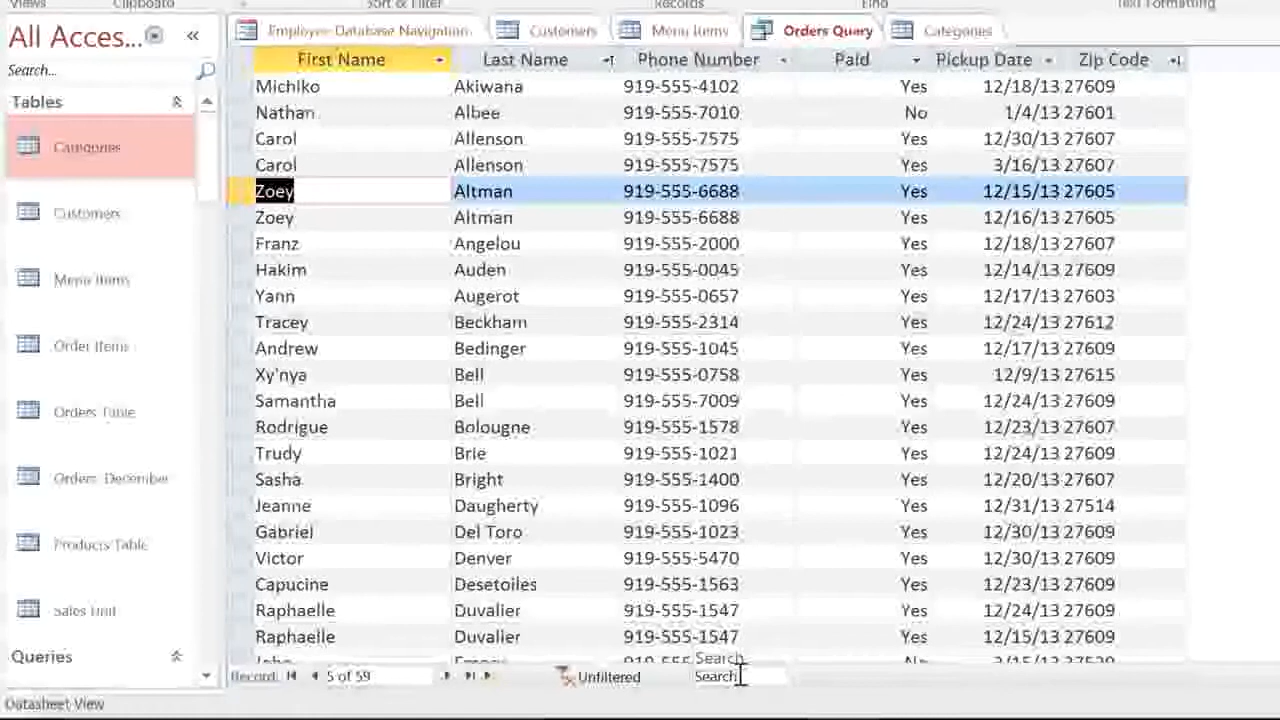 Views Clipboard Sort & Filter Records Find Text Formatting
All Acces... «
Employee Database Navigation Customers Menu Items Orders Query Categories
Search...
Tables
Categories
Customers
Menu Items
Order Items
Orders Table
Orders: December
Products Table
Sales Unit
Queries
First Name Last Name Phone Number Paid Pickup Date Zip Code
Michiko Akiwana 919-555-4102 Yes 12/18/13 27609
Nathan Albee 919-555-7010 No 1/4/13 27601
Carol Allenson 919-555-7575 Yes 12/30/13 27607
Carol Allenson 919-555-7575 Yes 3/16/13 27607
Zoey Altman 919-555-6688 Yes 12/15/13 27605
Zoey Altman 919-555-6688 Yes 12/16/13 27605
Franz Angelou 919-555-2000 Yes 12/18/13 27607
Hakim Auden 919-555-0045 Yes 12/14/13 27609
Yann Augerot 919-555-0657 Yes 12/17/13 27603
Tracey Beckham 919-555-2314 Yes 12/24/13 27612
Andrew Bedinger 919-555-1045 Yes 12/17/13 27609
Xy'nya Bell 919-555-0758 Yes 12/9/13 27615
Samantha Bell 919-555-7009 Yes 12/24/13 27609
Rodrigue Bolougne 919-555-1578 Yes 12/23/13 27607
Trudy Brie 919-555-1021 Yes 12/24/13 27609
Sasha Bright 919-555-1400 Yes 12/20/13 27607
Jeanne Daugherty 919-555-1096 Yes 12/31/13 27514
Gabriel Del Toro 919-555-1023 Yes 12/30/13 27609
Victor Denver 919-555-5470 Yes 12/30/13 27609
Capucine Desetoiles 919-555-1563 Yes 12/23/13 27609
Raphaelle Duvalier 919-555-1547 Yes 12/24/13 27609
Raphaelle Duvalier 919-555-1547 Yes 12/15/13 27609
Search
Record: 5 of 59 Unfiltered Search
Datasheet View